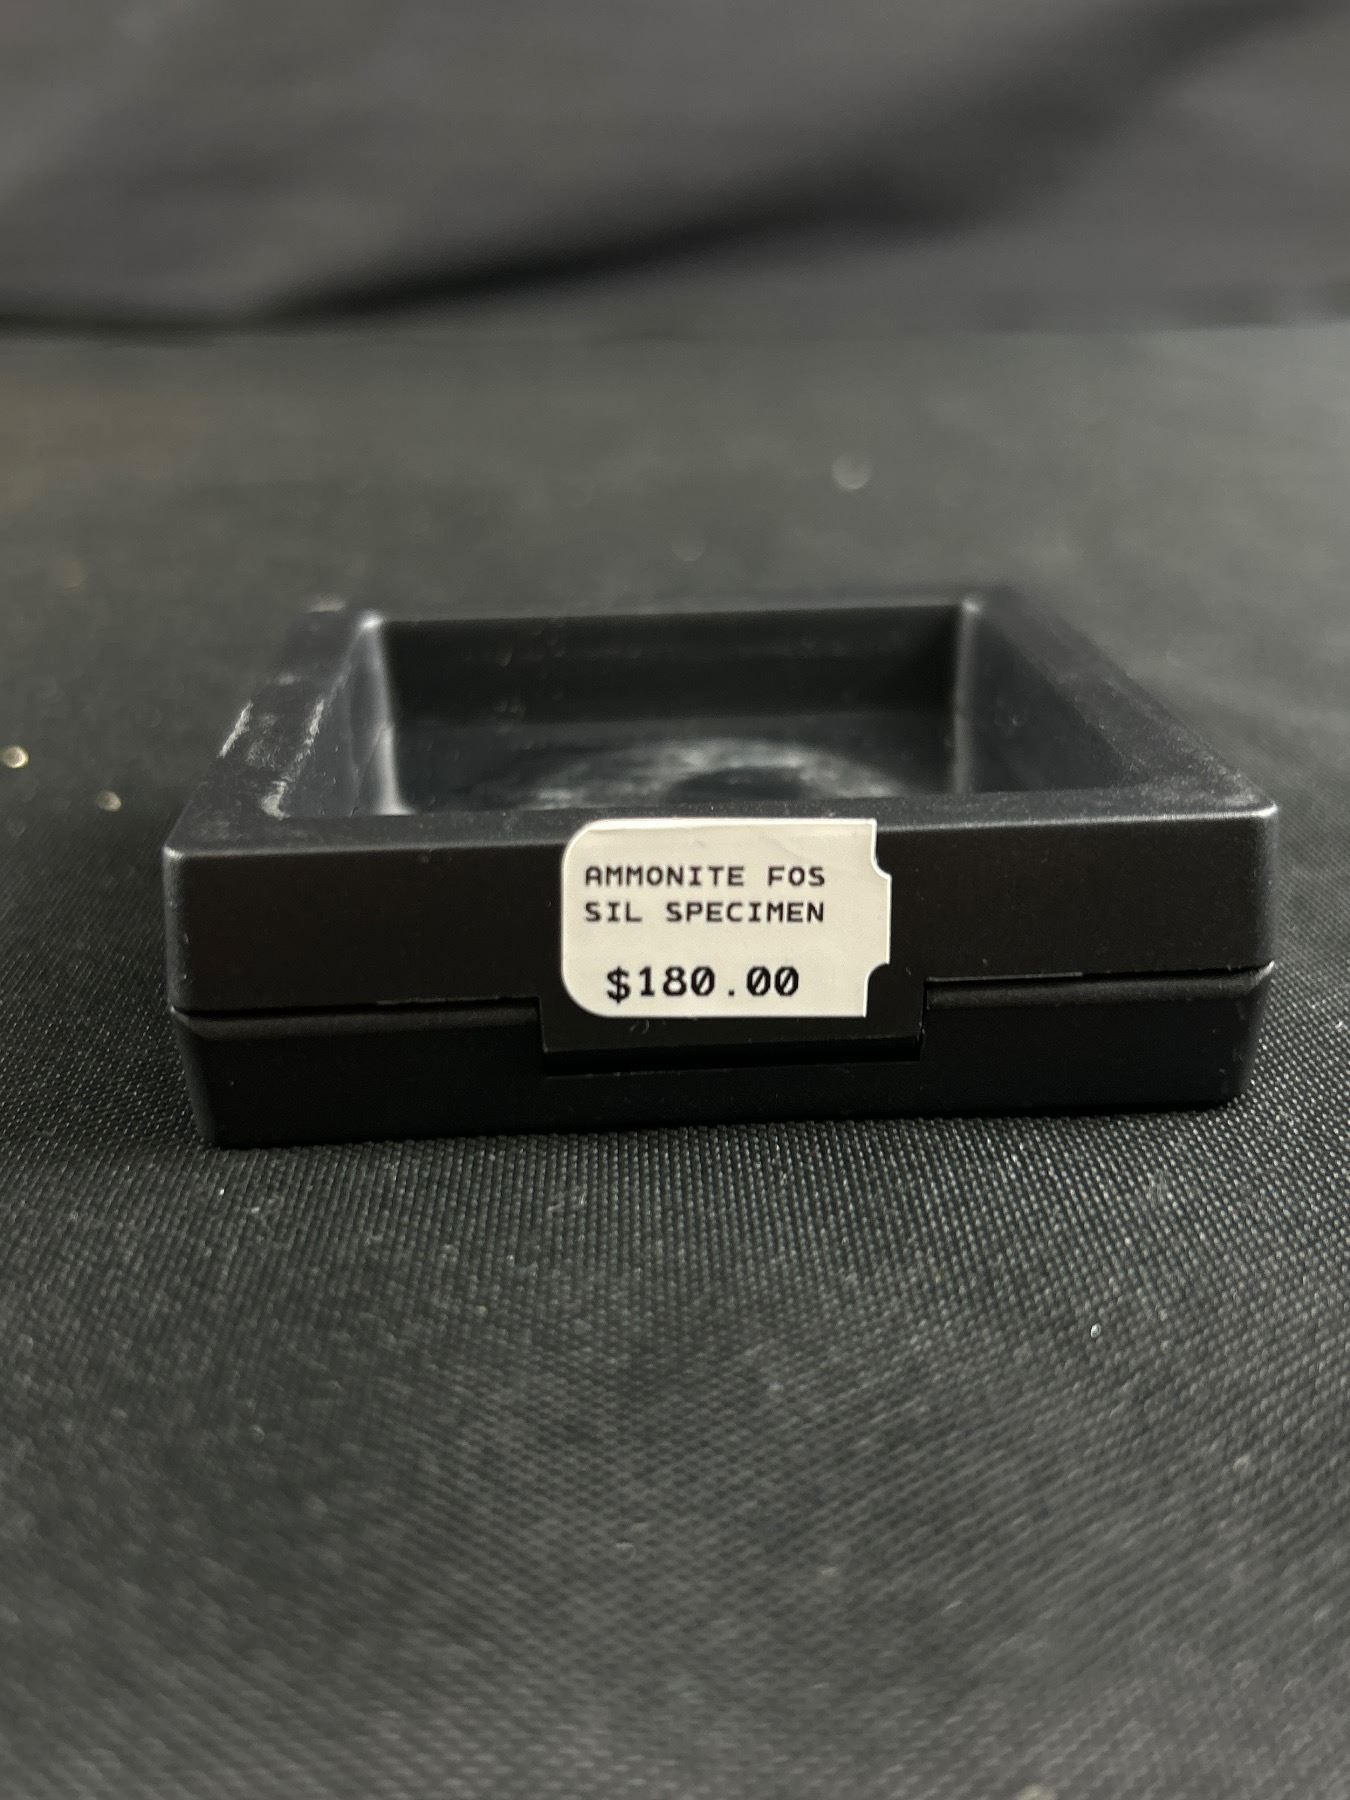 AMMONITE FOS
SIL SPECIMEN
$180.00